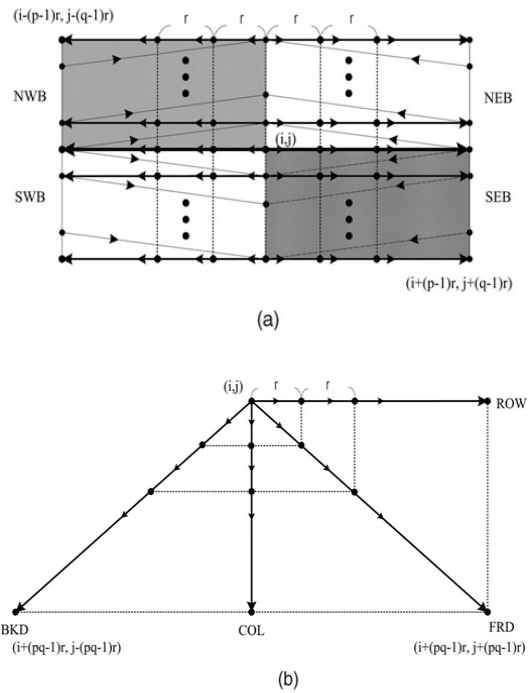 (i-(p-1)r, j-(q-1)r)
r r r r
NWB NEB
(i,j)
SWB SEB
(i+(p-1)r, j+(q-1)r)
(a)
(i,j) r r
ROW
BKD COL FRD
(i+(pq-1)r, j-(pq-1)r) (i+(pq-1)r, j+(pq-1)r)
(b)